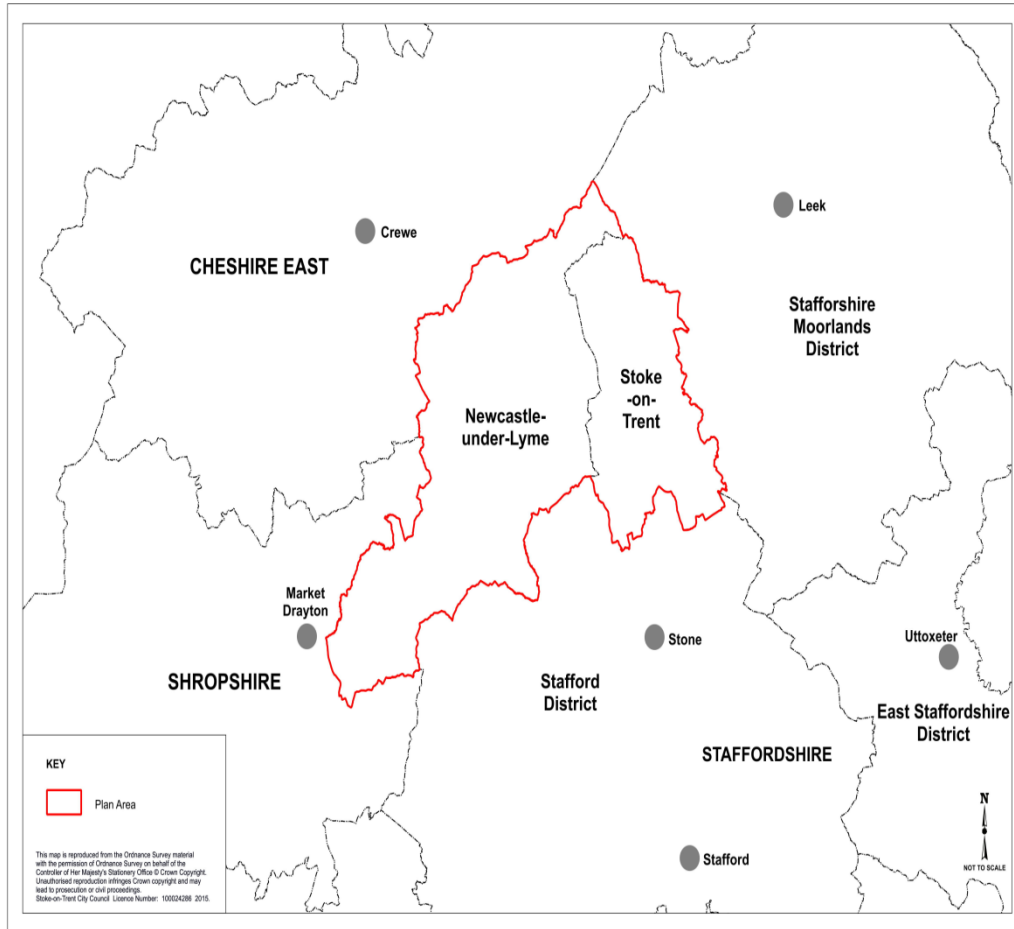 Leek
Crewe
CHESHIRE EAST
Stafforshire
Moorlands
District
Stoke
-on-
Trent
Newcastle-
under-Lyme
Market
Drayton
Stone
Uttoxeter
SHROPSHIRE
Stafford
District
East Staffordshire
District
STAFFORDSHIRE
KEY
Plan Area
N
NOT TO SCALE
Stafford
This map is reproduced from the Ordnance Survey material
with the permission of Ordnance Survey on behalf of the
Controller of Her Majesty's Stationery Office © Crown Copyright.
Unauthorised reproduction infringes Crown copyright and may
lead to prosecution or civil proceedings.
Stoke-on-Trent City Council Licence Number: 100024286 2015.